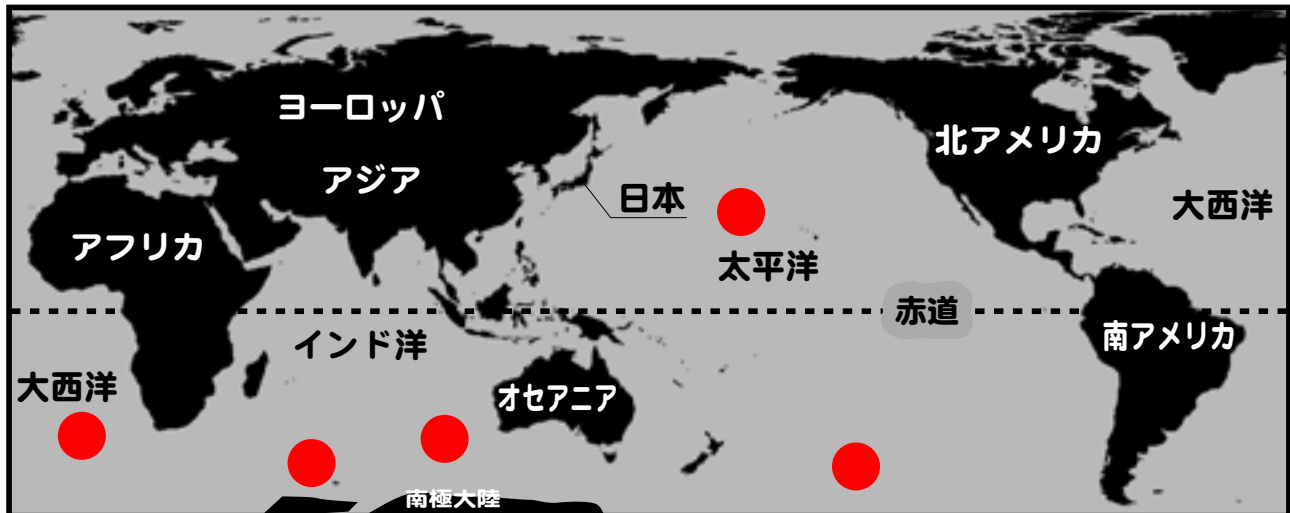 ヨーロッパ
北アメリカ
アジア
日本
大西洋
アフリカ
太平洋
赤道
インド洋
南アメリカ
大西洋
オセアニア
南極大陸